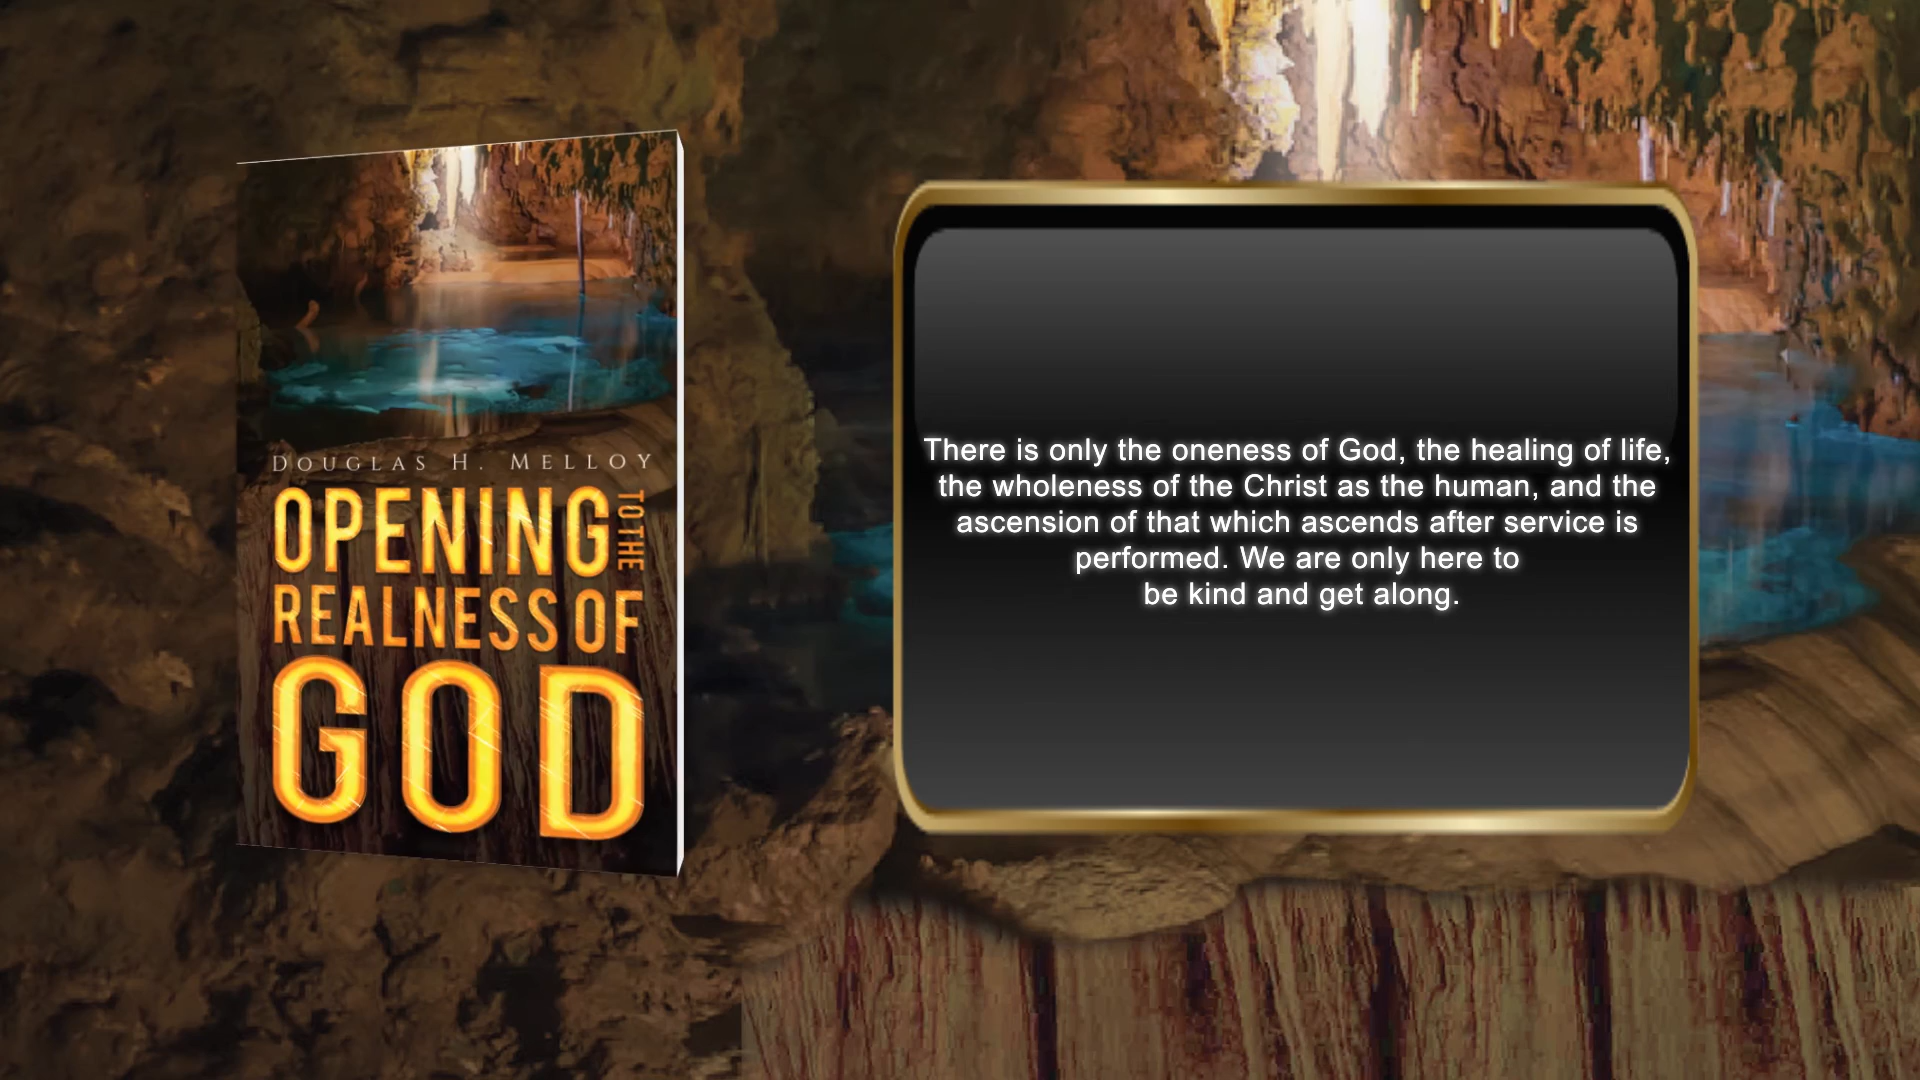 DOUGLAS H. MELLOY
OPENING TO THE
REALNESS OF
GOD
There is only the oneness of God, the healing of life,
the wholeness of the Christ as the human, and the
ascension of that which ascends after service is
performed. We are only here to
be kind and get along.